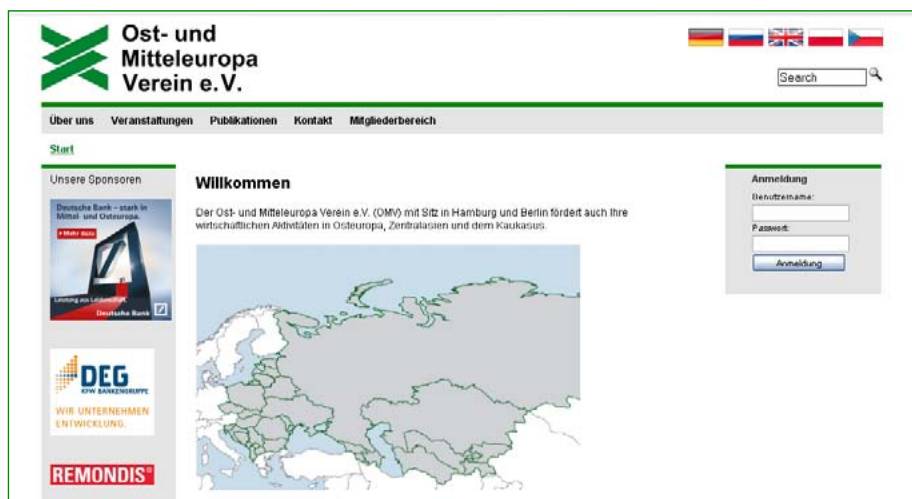 Ost- und
Mitteleuropa
Verein e.V.
Search
Über uns Veranstaltungen Publikationen Kontakt Mitgliederbereich
Start
Unsere Sponsoren
Deutsche Bank – stark in
Mittel- und Osteuropa.
Mehr dazu
Leistung aus Leidenschaft.
Deutsche Bank
DEG
KFW BANKENGRUPPE
WIR UNTERNEHMEN
ENTWICKLUNG.
REMONDIS®
Willkommen
Der Ost- und Mitteleuropa Verein e.V. (OMV) mit Sitz in Hamburg und Berlin fördert auch Ihre
wirtschaftlichen Aktivitäten in Osteuropa, Zentralasien und dem Kaukasus.
Anmeldung
Benutzername:
Passwort:
Anmeldung